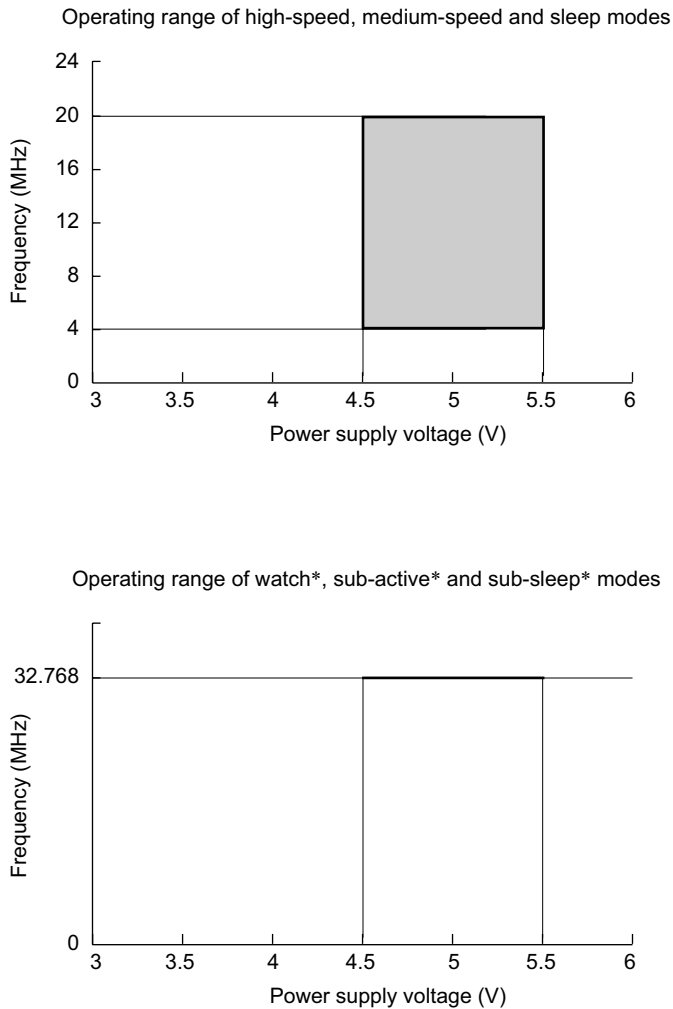 Operating range of high-speed, medium-speed and sleep modes
24
20
16
12
8
4
0
Frequency (MHz)
3 3.5 4 4.5 5 5.5 6
Power supply voltage (V)
Operating range of watch*, sub-active* and sub-sleep* modes
32.768
0
Frequency (MHz)
3 3.5 4 4.5 5 5.5 6
Power supply voltage (V)